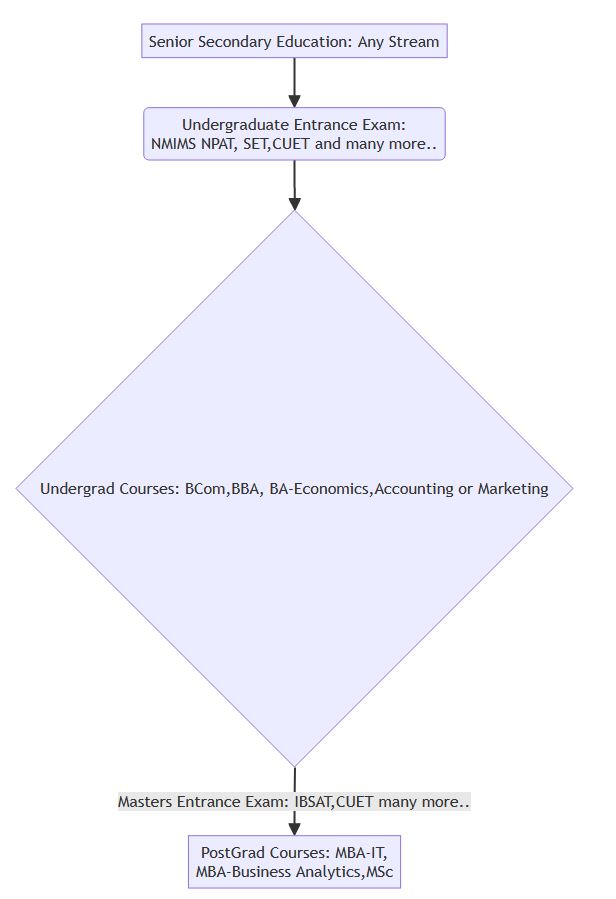 Senior Secondary Education: Any Stream
Undergraduate Entrance Exam:
NMIMS NPAT, SET,CUET and many more..
Undergrad Courses: BCom,BBA, BA-Economics,Accounting or Marketing
Masters Entrance Exam: IBSAT,CUET many more..
PostGrad Courses: MBA-IT,
MBA-Business Analytics,MSc